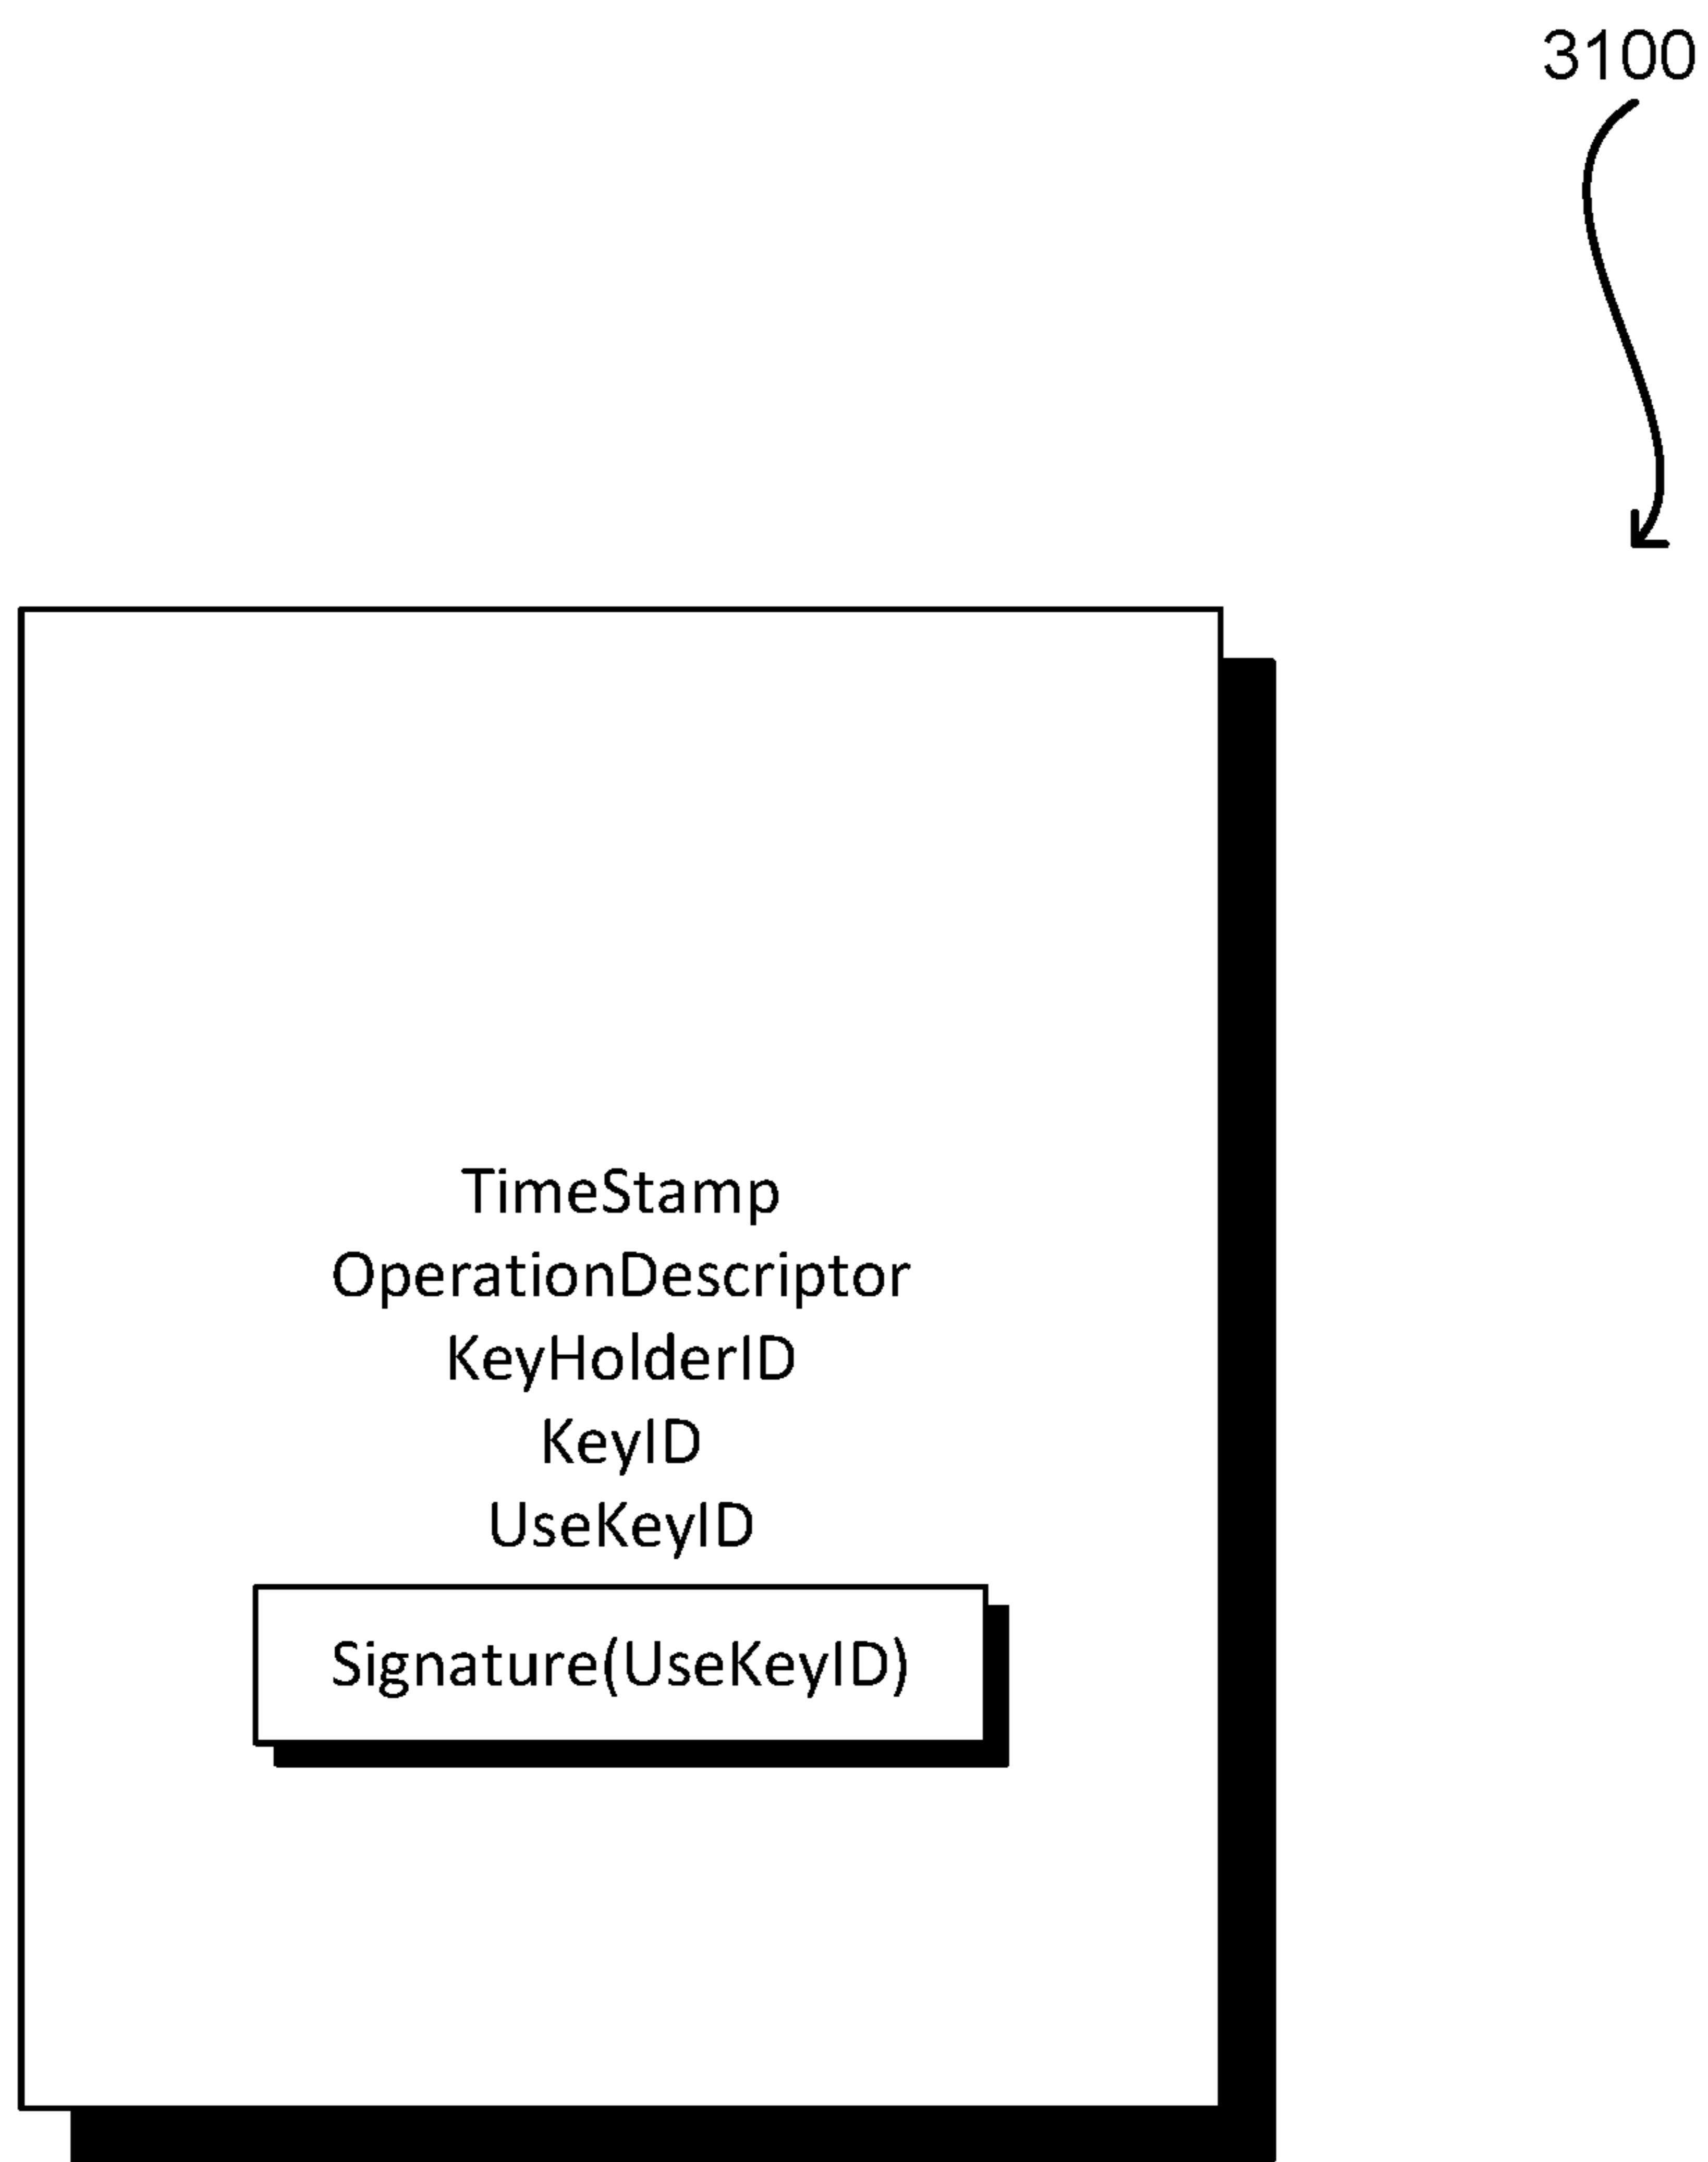 3100
TimeStamp
OperationDescriptor
KeyHolderID
KeyID
UseKeyID
Signature(UseKeyID)